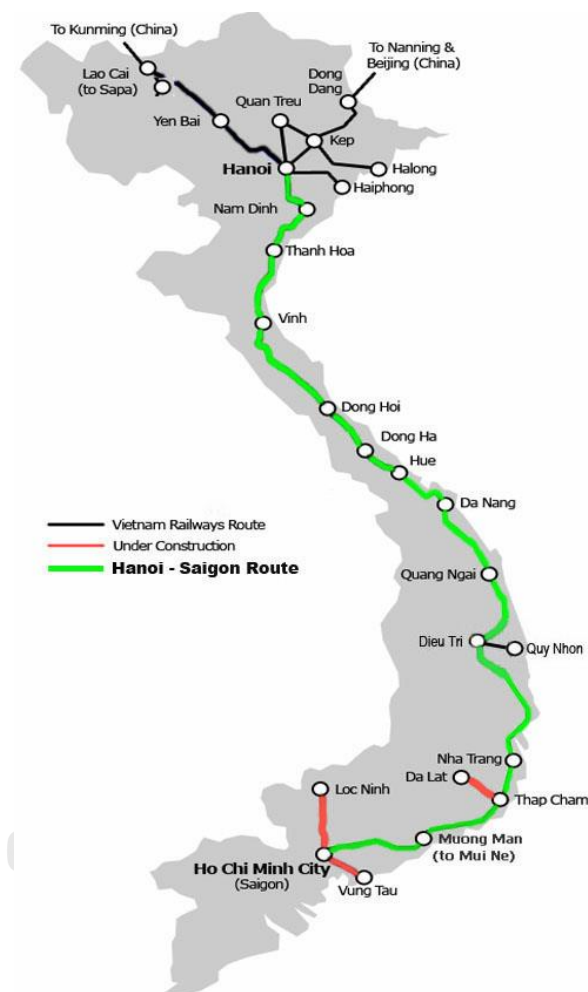 To Kunming (China)
To Nanning &
Beijing (China)
Lao Cai
(to Sapa)
Dong
Dang
Quan Treu
Yen Bai
Kep
Hanoi
Halong
Haiphong
Nam Dinh
Thanh Hoa
Vinh
Dong Hoi
Dong Ha
Hue
Da Nang
Vietnam Railways Route
Under Construction
Hanoi - Saigon Route
Quang Ngai
Dieu Tri
Quy Nhon
Nha Trang
Da Lat
Loc Ninh
Thap Cham
Muong Man
(to Mui Ne)
Ho Chi Minh City
(Saigon)
Vung Tau